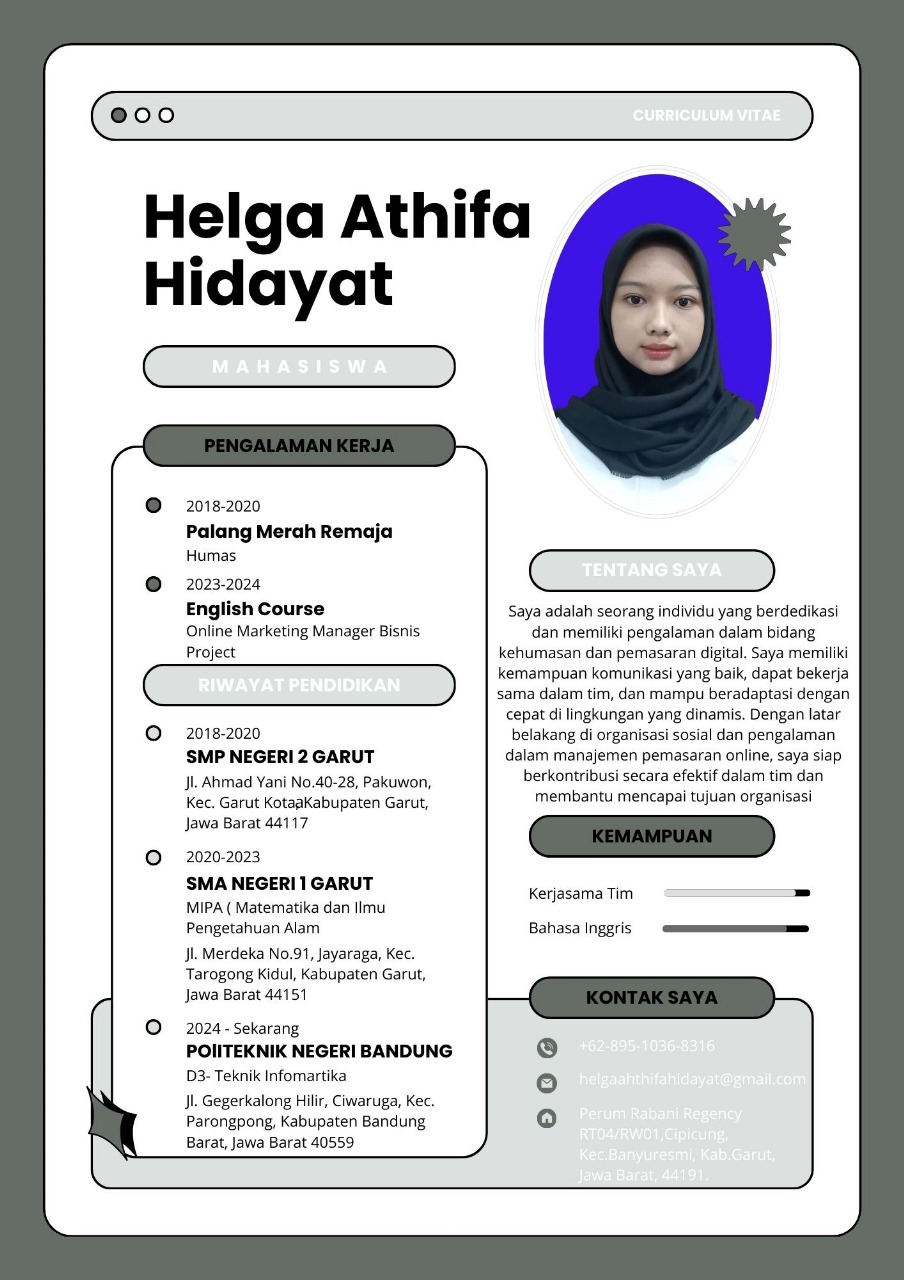 CURRICULUM VITAE
Helga Athifa
Hidayat
MAHASISWA
PENGALAMAN KERJA
2018-2020
Palang Merah Remaja
Humas
2023-2024
English Course
Online Marketing Manager Bisnis
Project
RIWAYAT PENDIDIKAN
2018-2020
SMP NEGERI 2 GARUT
Jl. Ahmad Yani No.40-28, Pakuwon,
Kec. Garut Kota,aKabupaten Garut,
Jawa Barat 44117
2020-2023
SMA NEGERI 1 GARUT
MIPA ( Matematika dan Ilmu
Pengetahuan Alam
Jl. Merdeka No.91, Jayaraga, Kec.
Tarogong Kidul, Kabupaten Garut,
Jawa Barat 44151
2024 - Sekarang
POlITEKNIK NEGERI BANDUNG
D3- Teknik Infomartika
Jl. Gegerkalong Hilir, Ciwaruga, Kec.
Parongpong, Kabupaten Bandung
Barat, Jawa Barat 40559
TENTANG SAYA
Saya adalah seorang individu yang berdedikasi
dan memiliki pengalaman dalam bidang
kehumasan dan pemasaran digital. Saya memiliki
kemampuan komunikasi yang baik, dapat bekerja
sama dalam tim, dan mampu beradaptasi dengan
cepat di lingkungan yang dinamis. Dengan latar
belakang di organisasi sosial dan pengalaman
dalam manajemen pemasaran online, saya siap
berkontribusi secara efektif dalam tim dan
membantu mencapai tujuan organisasi
KEMAMPUAN
Kerjasama Tim
Bahasa Inggris
KONTAK SAYA
+62-895-1036-8316
helgaahthifahidayat@gmail.com
Perum Rabani Regency
RT04/RW01,Cipicung,
Kec.Banyuresmi, Kab.Garut,
Jawa Barat, 44191.